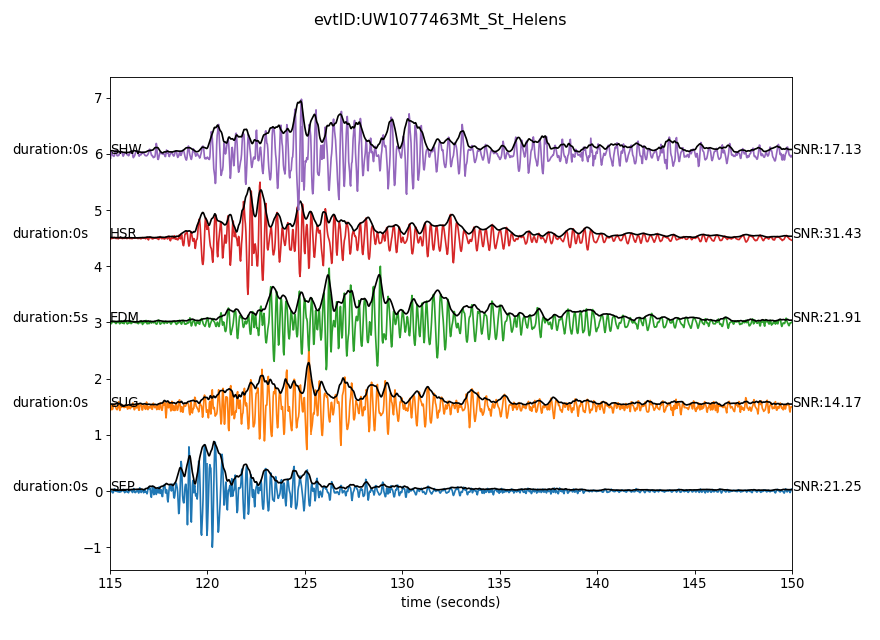 evtID:UW1077463Mt_St_Helens
7
duration:0s SHW SNR:17.13
6
5
duration:0s HSR SNR:31.43
4
duration:5s EDM SNR:21.91
3
2
duration:0s SUG SNR:14.17
1
duration:0s SEP SNR:21.25
0
−1
115 120 125 130 135 140 145 150
time (seconds)